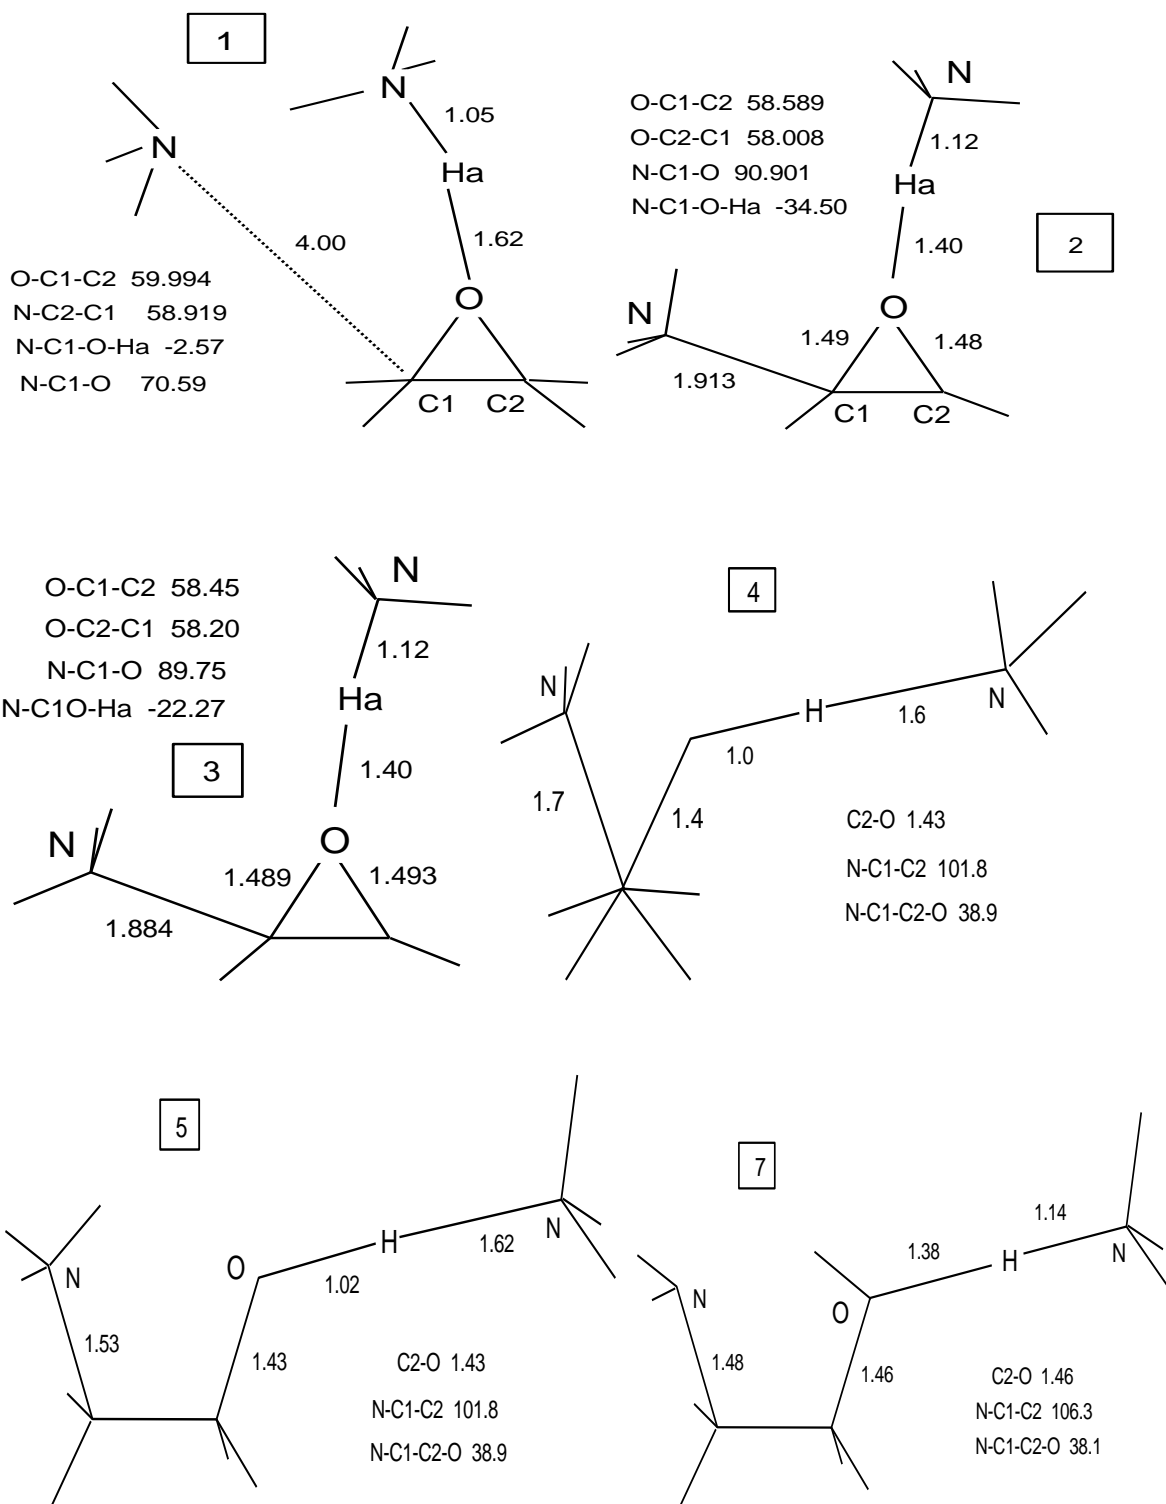 1
N
N
1.05
Ha
4.00
1.62
O
C1 C2
O-C1-C2 59.994
N-C2-C1 58.919
N-C1-O-Ha -2.57
N-C1-O 70.59
O-C1-C2 58.589
O-C2-C1 58.008
N-C1-O 90.901
N-C1-O-Ha -34.50
N
1.12
Ha
2
1.40
N
O
1.49 1.48
1.913
C1 C2
O-C1-C2 58.45
O-C2-C1 58.20
N-C1-O 89.75
N-C1O-Ha -22.27
3
N
1.12
Ha
1.40
N
O
1.489 1.493
1.884
4
N
H
N
1.6
1.0
1.7
1.4
C2-O 1.43
N-C1-C2 101.8
N-C1-C2-O 38.9
5
N
O
H
N
1.62
1.02
1.53
1.43
C2-O 1.43
N-C1-C2 101.8
N-C1-C2-O 38.9
7
1.14
1.38
H
N
N
O
1.48
1.46
C2-O 1.46
N-C1-C2 106.3
N-C1-C2-O 38.1